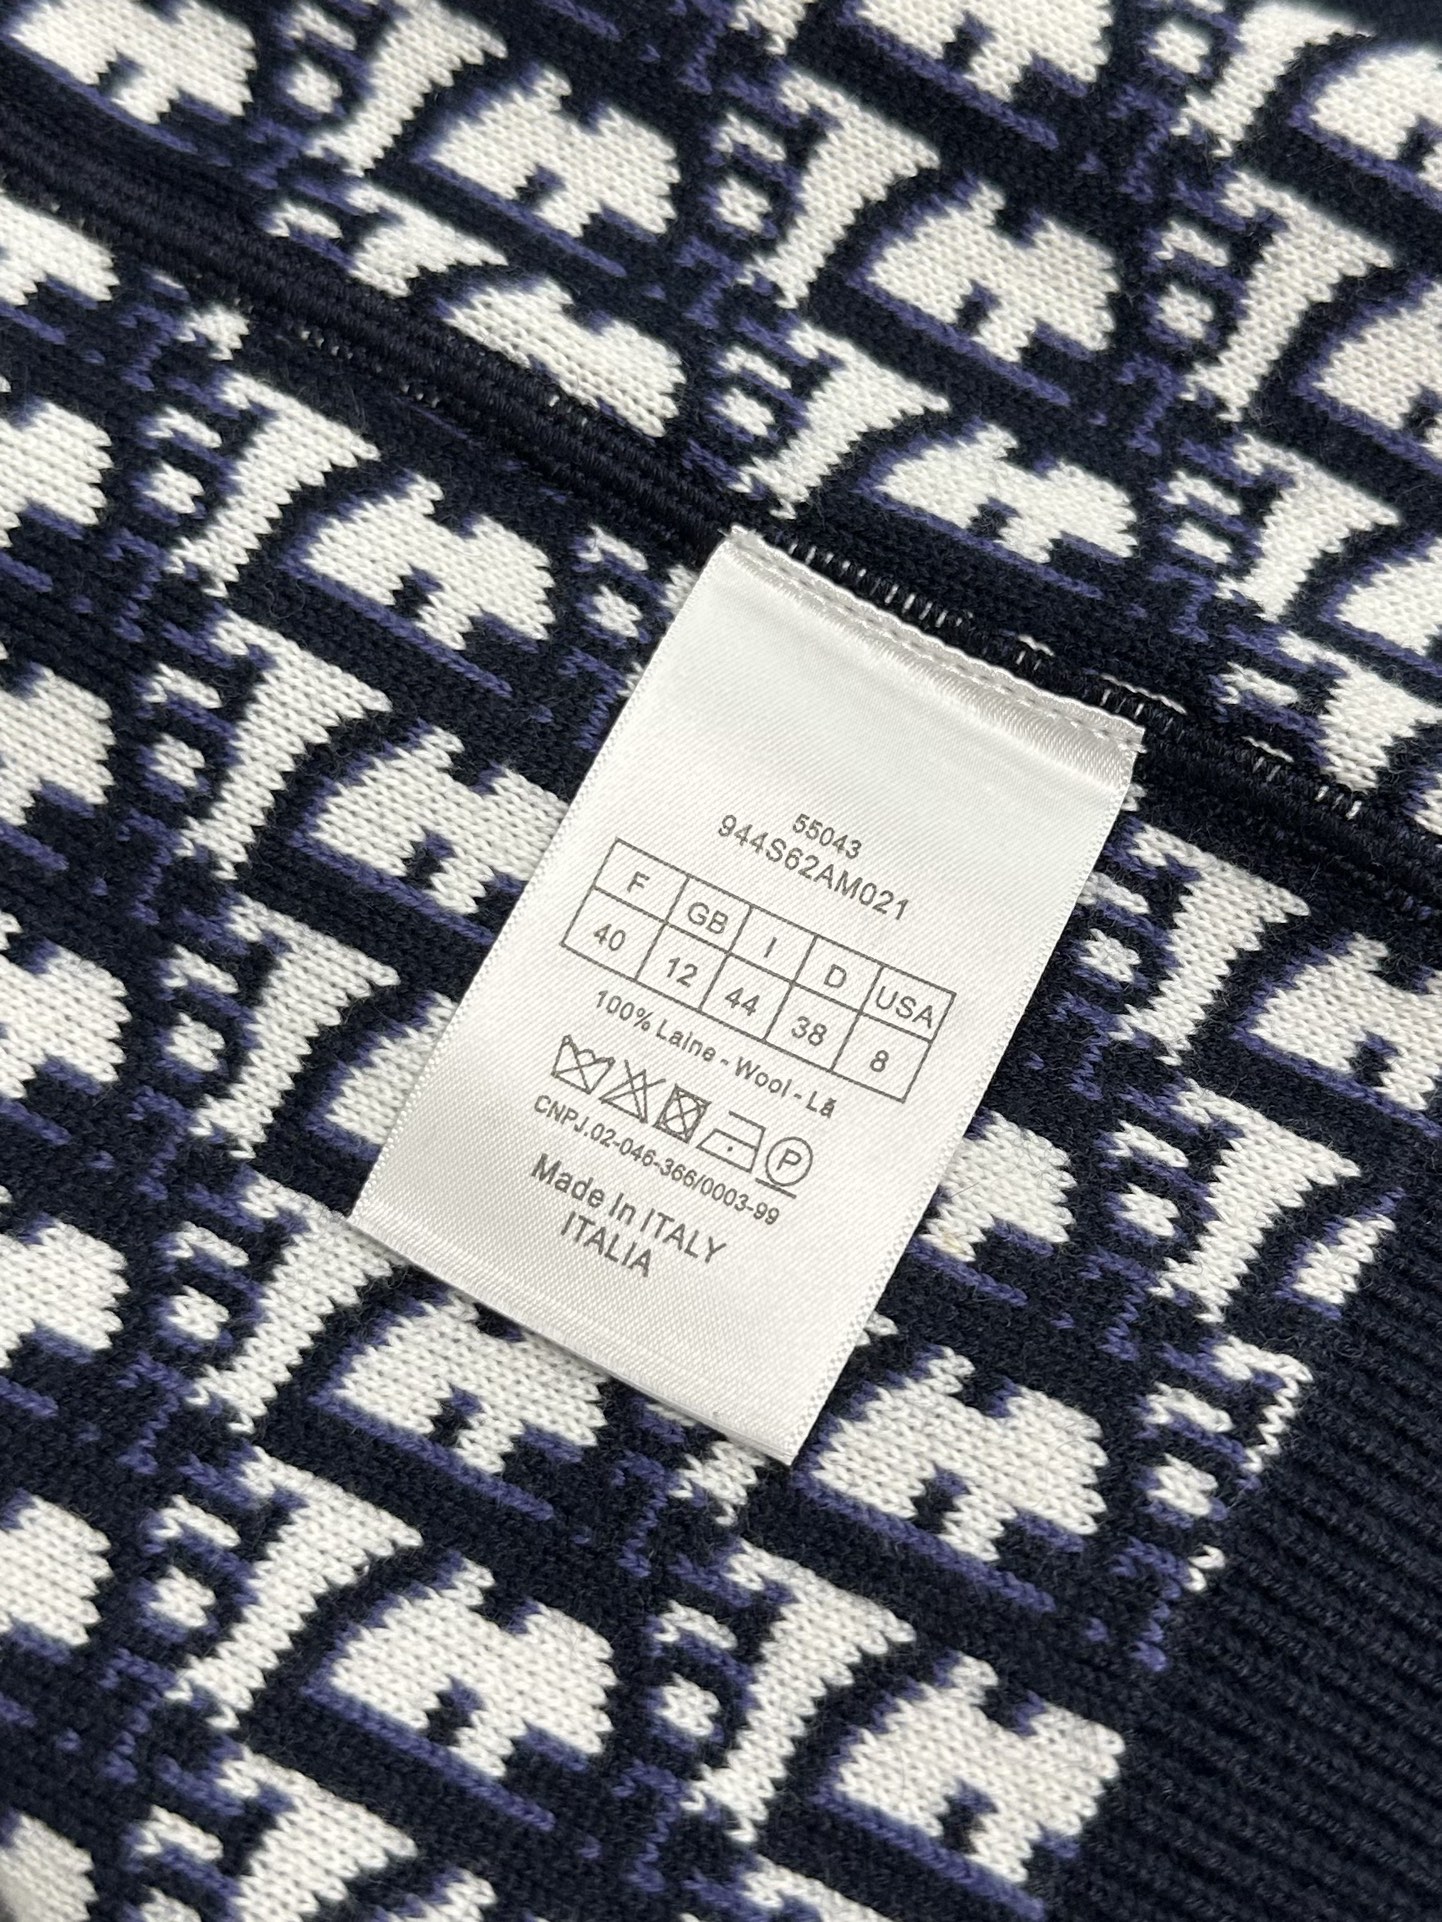 55043
944S62AM021
F GB I D USA
40 12 44 38 8
100% Laine - Wool - Lã
P
CNPJ.02-046-366/0003-99
Made In ITALY
ITALIA